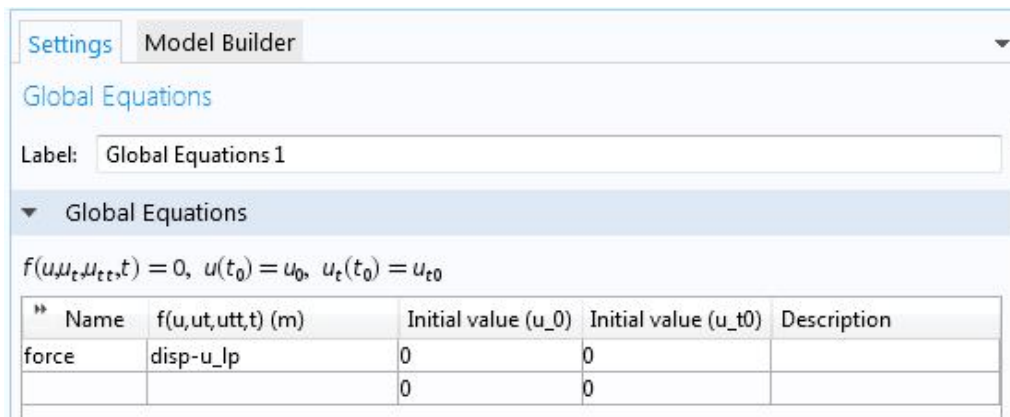 Settings Model Builder
Global Equations
Label: Global Equations 1
Global Equations
f(u,u_t,u_tt,t) = 0, u(t_0) = u_0, u_t(t_0) = u_t0
Name f(u,ut,utt,t) (m) Initial value (u_0) Initial value (u_t0) Description
force disp-u_lp 0 0
0 0